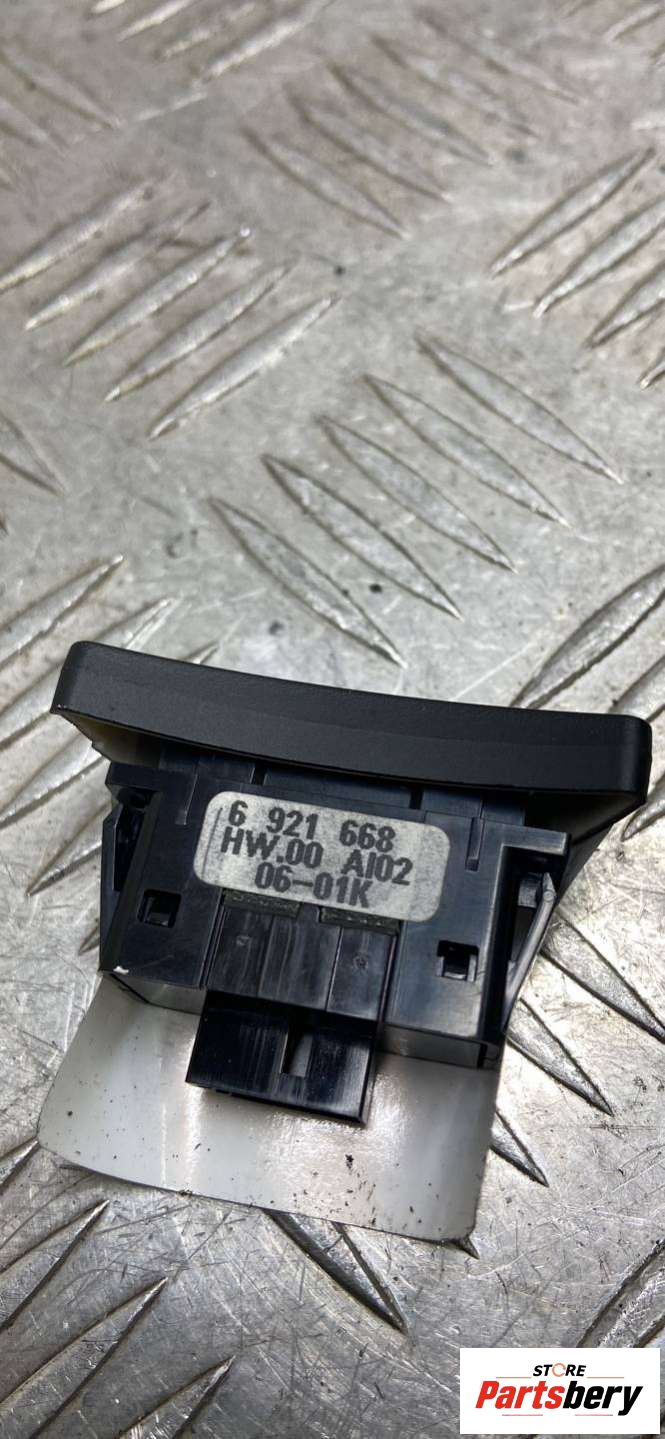 6 921 668
HW.00 AI02
06-01K
STORE
Partsbery